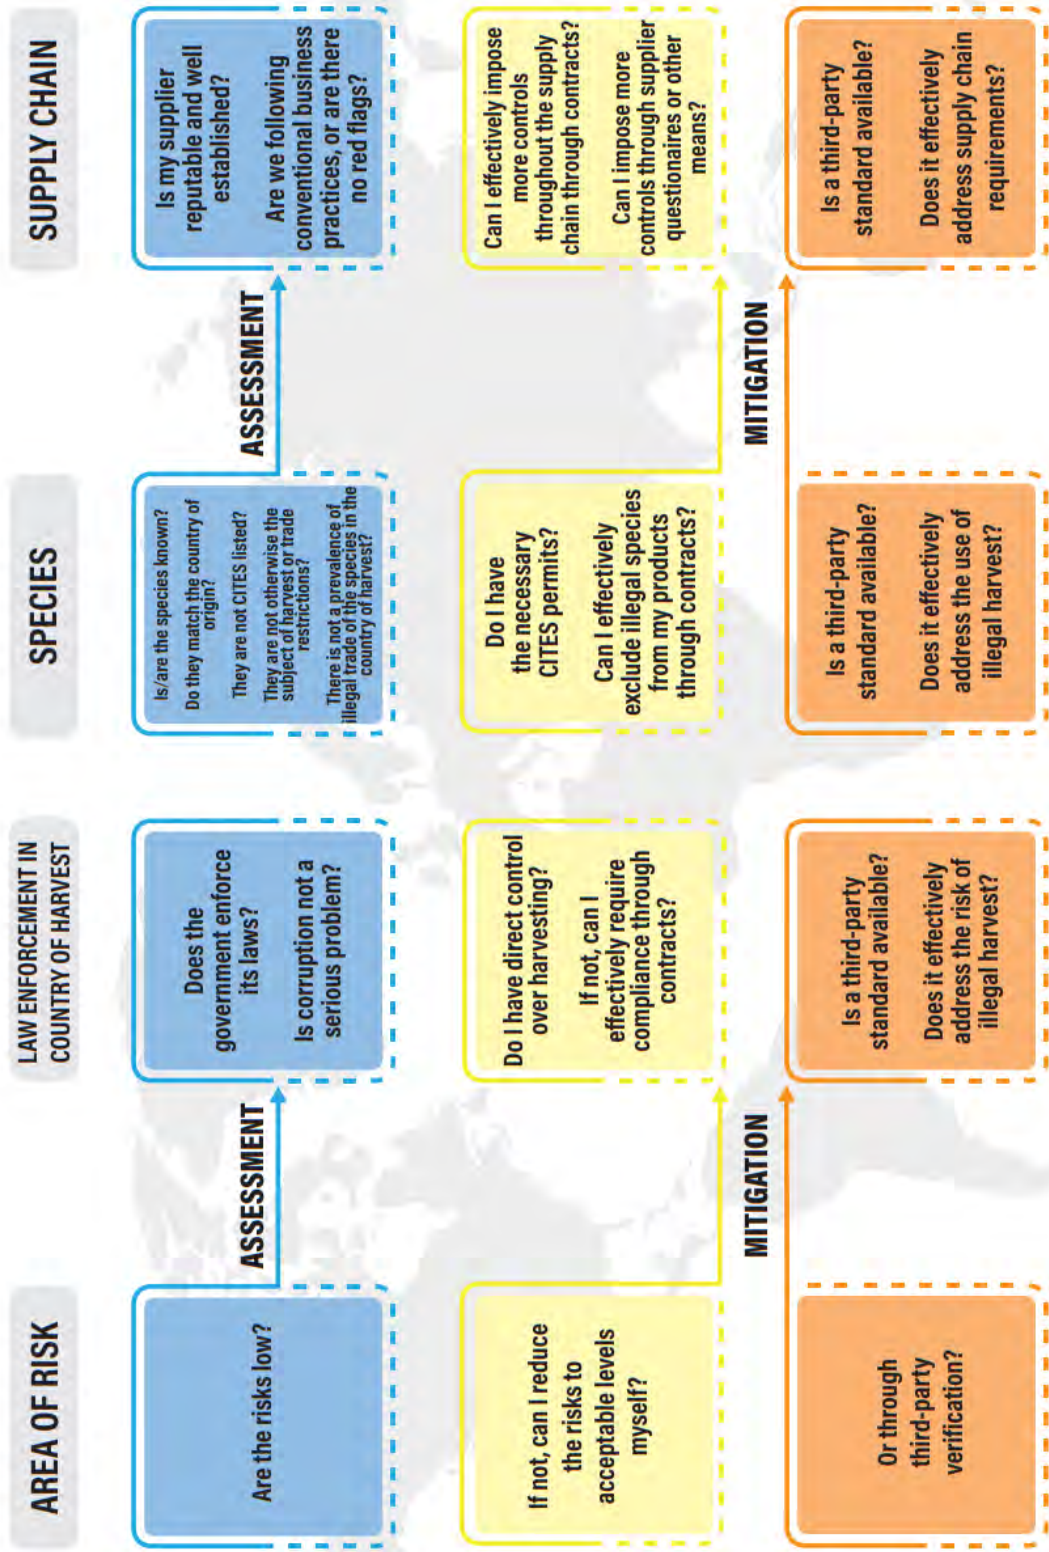 AREA OF RISK
LAW ENFORCEMENT IN
COUNTRY OF HARVEST
SPECIES
SUPPLY CHAIN
Are the risks low?
ASSESSMENT
Does the
government enforce
its laws?
Is corruption not a
serious problem?
Is/are the species known?
Do they match the country of
origin?
They are not CITES listed?
They are not otherwise the
subject of harvest or trade
restrictions?
There is not a prevalence of
illegal trade of the species in the
country of harvest?
ASSESSMENT
Is my supplier
reputable and well
established?
Are we following
conventional business
practices, or are there
no red flags?
If not, can I reduce
the risks to
acceptable levels
myself?
Do I have direct control
over harvesting?
If not, can I
effectively require
compliance through
contracts?
Do I have
the necessary
CITES permits?
Can I effectively
exclude illegal species
from my products
through contracts?
Can I effectively impose
more controls
throughout the supply
chain through contracts?
Can I impose more
controls through supplier
questionaires or other
means?
MITIGATION
MITIGATION
Or through
third-party
verification?
Is a third-party
standard available?
Does it effectively
address the risk of
illegal harvest?
Is a third-party
standard available?
Does it effectively
address the use of
illegal harvest?
Is a third-party
standard available?
Does it effectively
address supply chain
requirements?